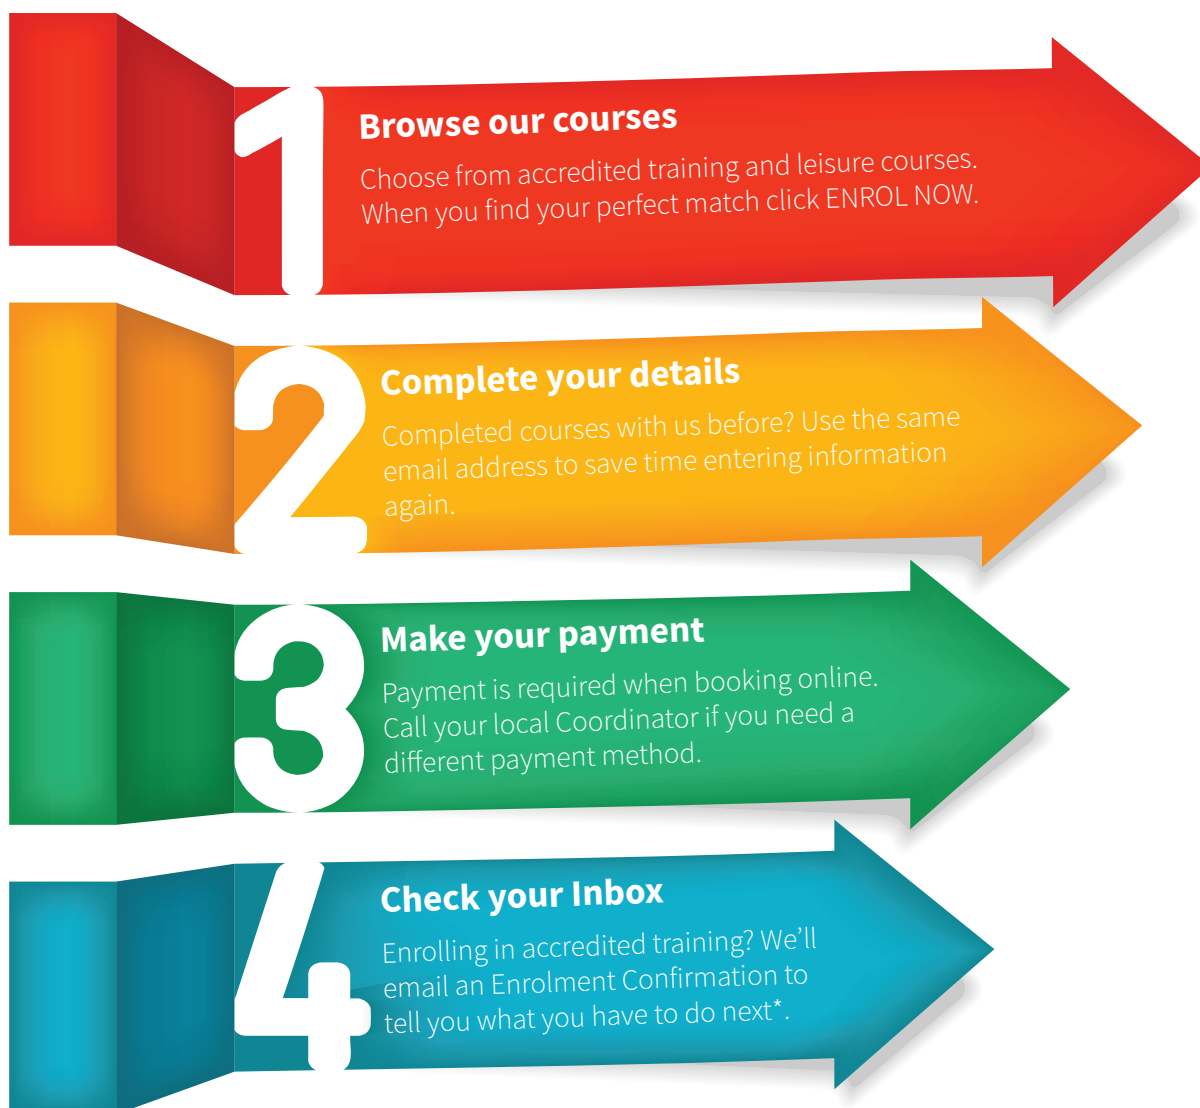 1
Browse our courses
Choose from accredited training and leisure courses.
When you find your perfect match click ENROL NOW.
2
Complete your details
Completed courses with us before? Use the same
email address to save time entering information
again.
3
Make your payment
Payment is required when booking online.
Call your local Coordinator if you need a
different payment method.
4
Check your Inbox
Enrolling in accredited training? We’ll
email an Enrolment Confirmation to
tell you what you have to do next*.